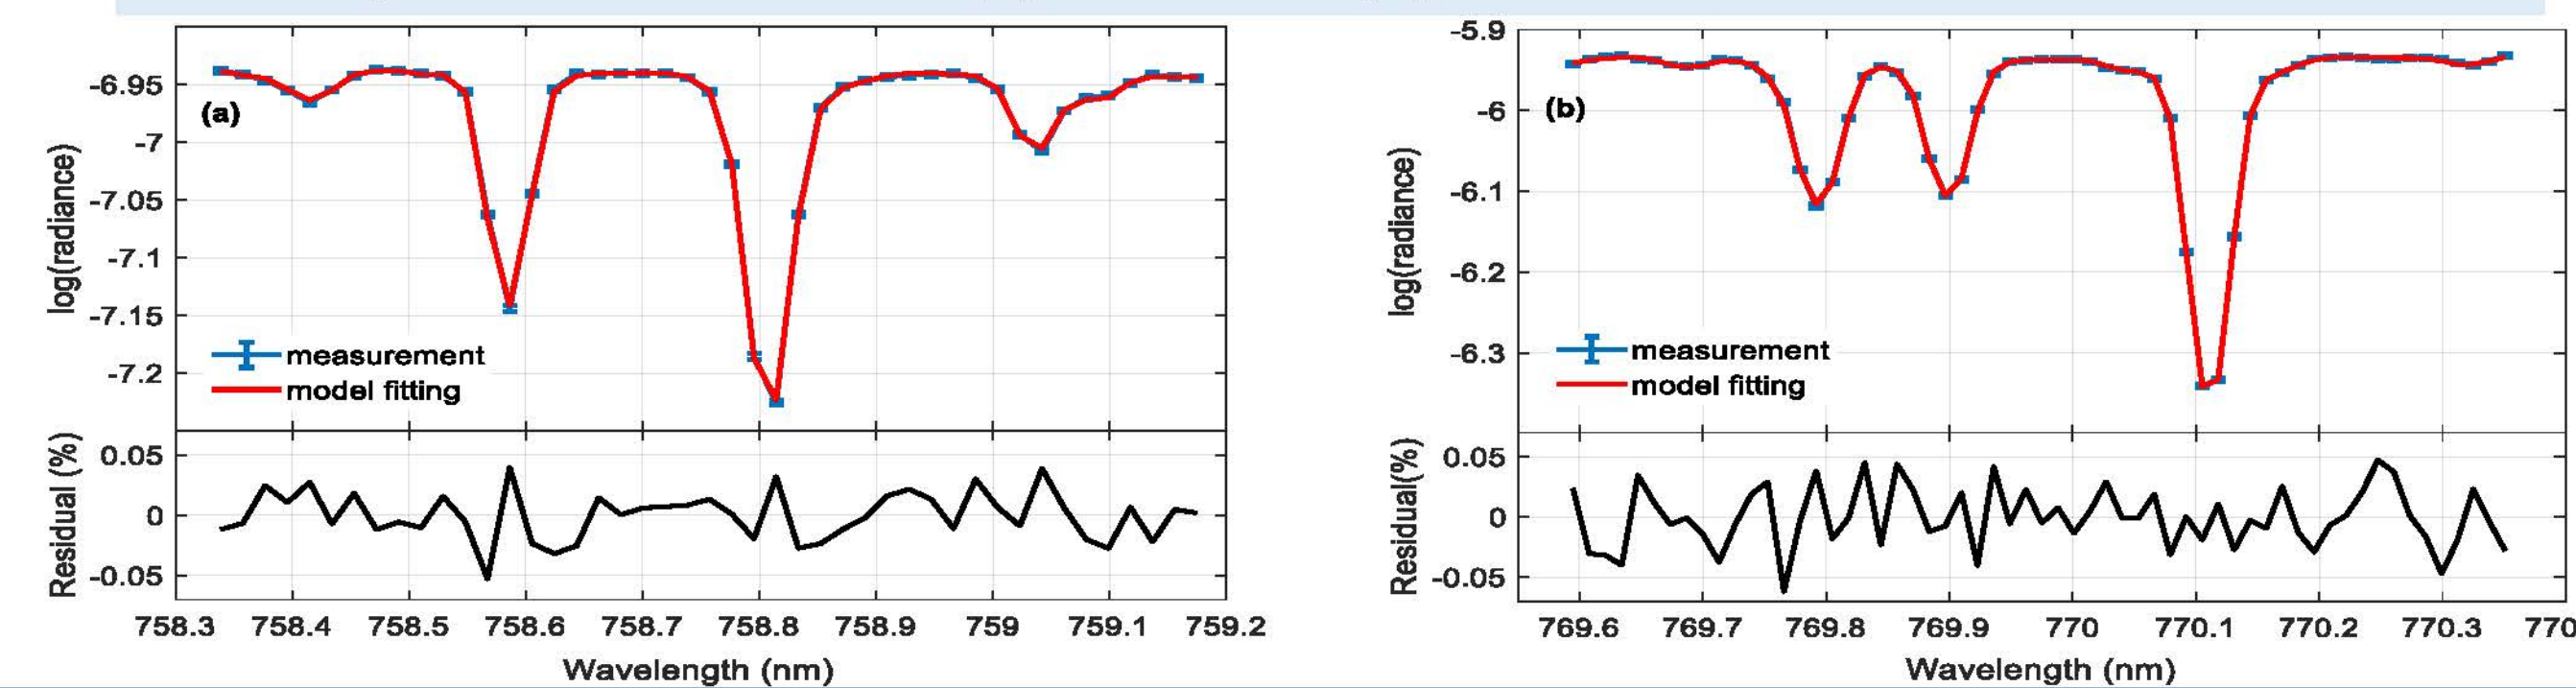 (a)
log(radiance)
-6.95
-7
-7.05
-7.1
-7.15
-7.2
measurement
model fitting
Residual (%)
0.05
0
-0.05
758.3 758.4 758.5 758.6 758.7 758.8 758.9 759 759.1 759.2
Wavelength (nm)
(b)
log(radiance)
-5.9
-6
-6.1
-6.2
-6.3
measurement
model fitting
Residual(%)
0.05
0
-0.05
769.6 769.7 769.8 769.9 770 770.1 770.2 770.3 770
Wavelength (nm)